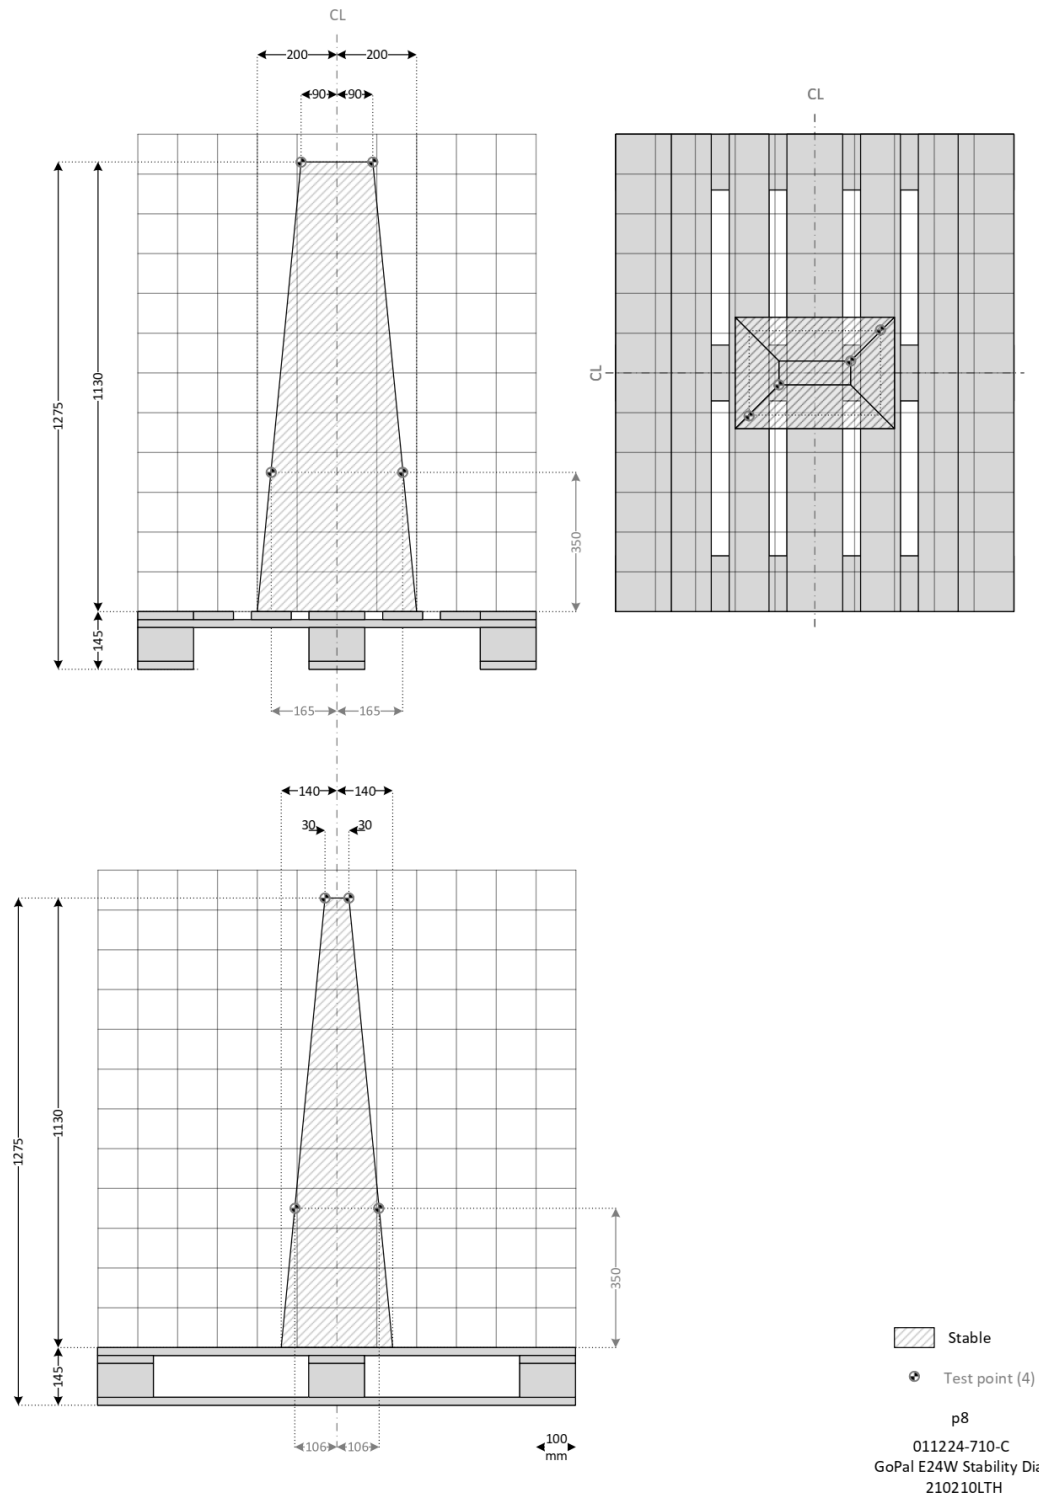 CL
200 200
90 90
CL
CL
1275
1130
350
145
165 165
140 140
30 30
1275
1130
350
145
106 106
100
mm
Stable
Test point (4)
p8
011224-710-C
GoPal E24W Stability Dia
210210LTH